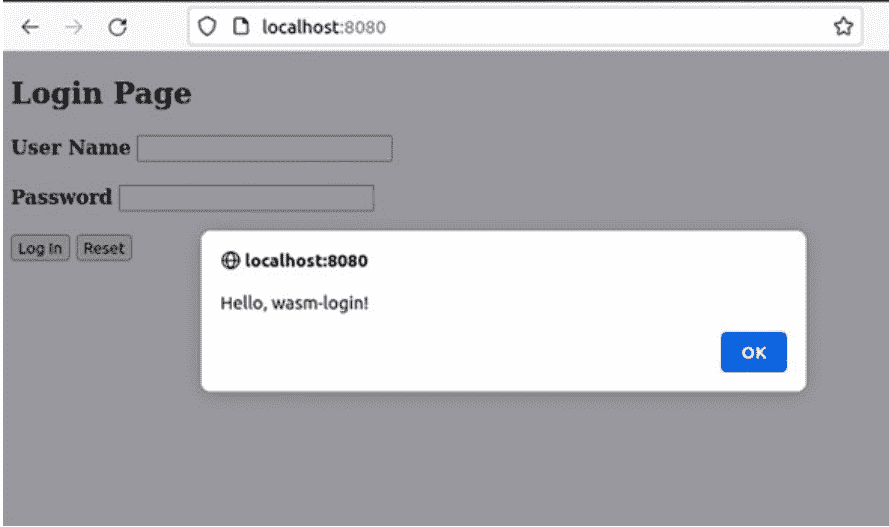 localhost:8080
Login Page
User Name
Password
Log In Reset
localhost:8080
Hello, wasm-login!
OK